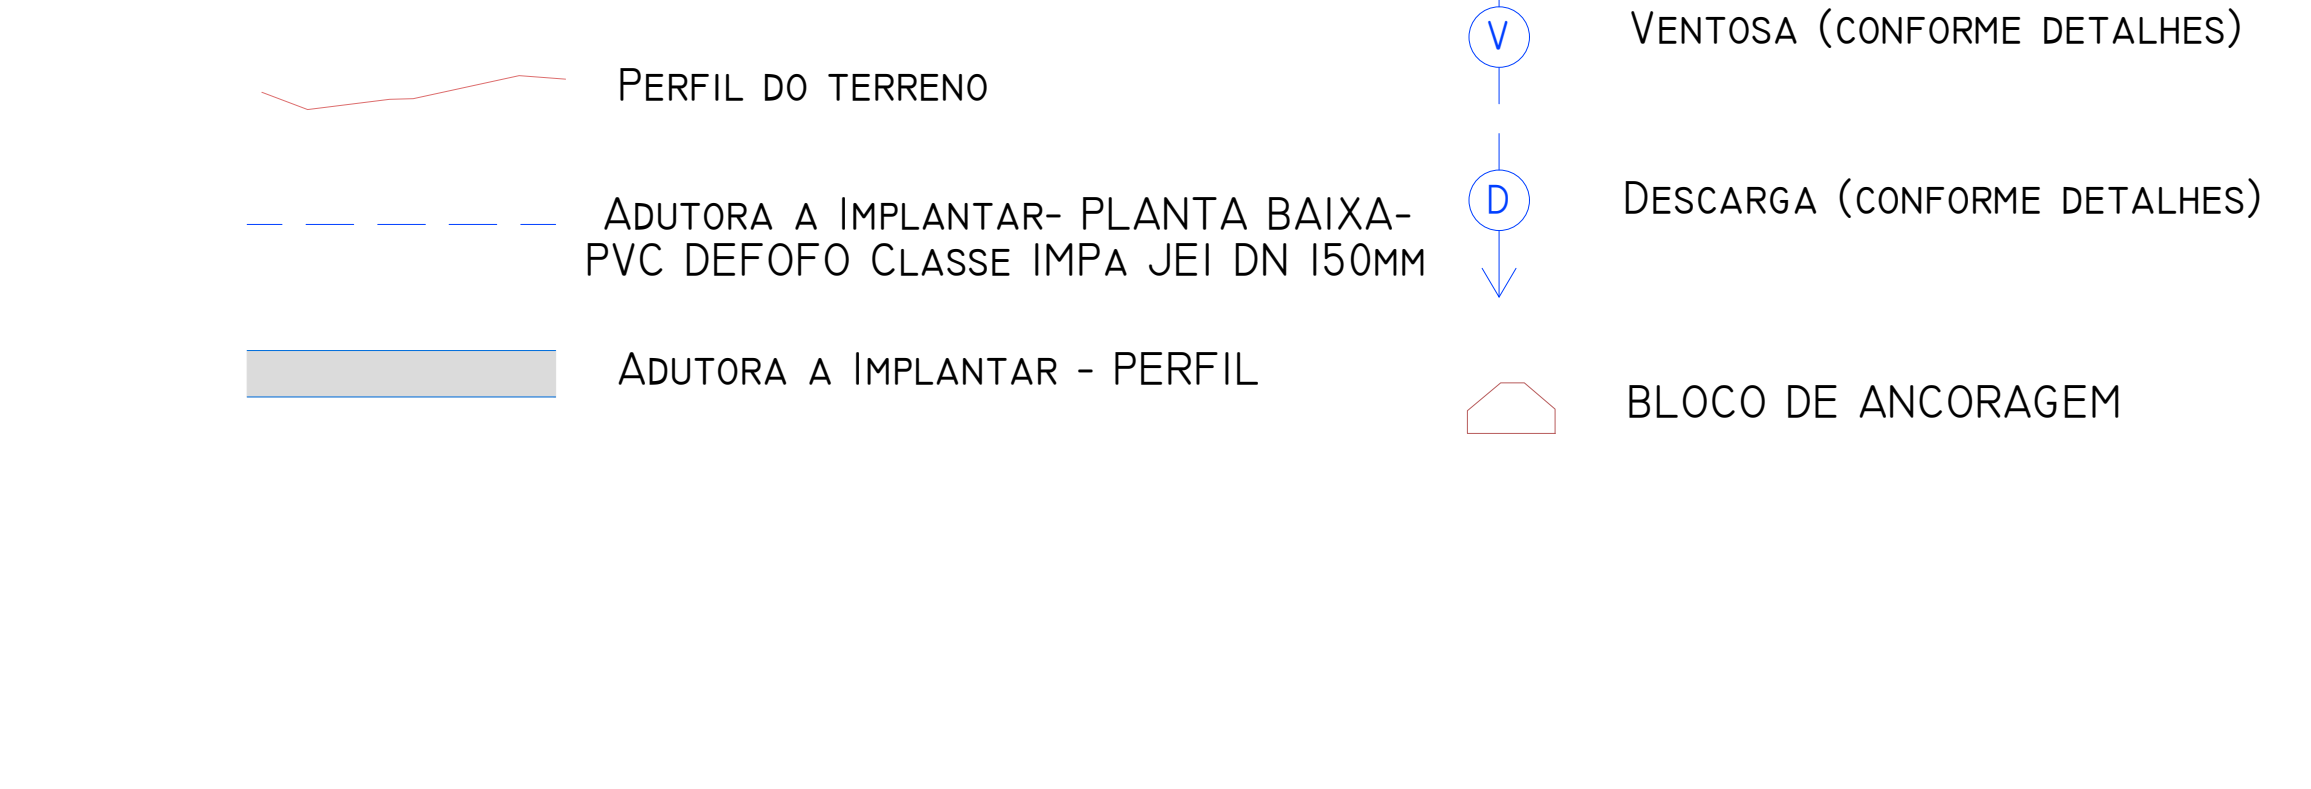 Perfil do terreno
Adutora a Implantar- PLANTA BAIXA-
PVC DEFOFO Classe 1MPa JEI DN 150mm
Adutora a Implantar - PERFIL
V
Ventosa (conforme detalhes)
D
Descarga (conforme detalhes)
BLOCO DE ANCORAGEM